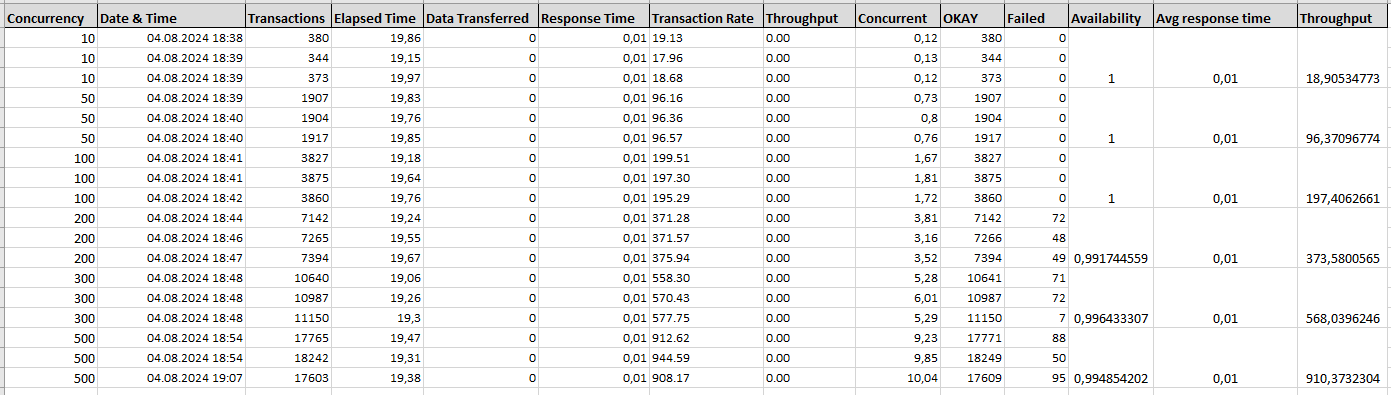 Concurrency Date & Time Transactions Elapsed Time Data Transferred Response Time Transaction Rate Throughput Concurrent OKAY Failed Availability Avg response time Throughput
10 04.08.2024 18:38 380 19,86 0 0,01 19.13 0.00 0,12 380 0
10 04.08.2024 18:39 344 19,15 0 0,01 17.96 0.00 0,13 344 0
10 04.08.2024 18:39 373 19,97 0 0,01 18.68 0.00 0,12 373 0 1 0,01 18,90534773
50 04.08.2024 18:39 1907 19,83 0 0,01 96.16 0.00 0,73 1907 0
50 04.08.2024 18:40 1904 19,76 0 0,01 96.36 0.00 0,8 1904 0
50 04.08.2024 18:40 1917 19,85 0 0,01 96.57 0.00 0,76 1917 0 1 0,01 96,37096774
100 04.08.2024 18:41 3827 19,18 0 0,01 199.51 0.00 1,67 3827 0
100 04.08.2024 18:41 3875 19,64 0 0,01 197.30 0.00 1,81 3875 0
100 04.08.2024 18:42 3860 19,76 0 0,01 195.29 0.00 1,72 3860 0 1 0,01 197,4062661
200 04.08.2024 18:44 7142 19,24 0 0,01 371.28 0.00 3,81 7142 72
200 04.08.2024 18:46 7265 19,55 0 0,01 371.57 0.00 3,16 7266 48
200 04.08.2024 18:47 7394 19,67 0 0,01 375.94 0.00 3,52 7394 49 0,991744559 0,01 373,5800565
300 04.08.2024 18:48 10640 19,06 0 0,01 558.30 0.00 5,28 10641 71
300 04.08.2024 18:48 10987 19,26 0 0,01 570.43 0.00 6,01 10987 72
300 04.08.2024 18:48 11150 19,3 0 0,01 577.75 0.00 5,29 11150 7 0,996433307 0,01 568,0396246
500 04.08.2024 18:54 17765 19,47 0 0,01 912.62 0.00 9,23 17771 88
500 04.08.2024 18:54 18242 19,31 0 0,01 944.59 0.00 9,85 18249 50
500 04.08.2024 19:07 17603 19,38 0 0,01 908.17 0.00 10,04 17609 95 0,994854202 0,01 910,3732304